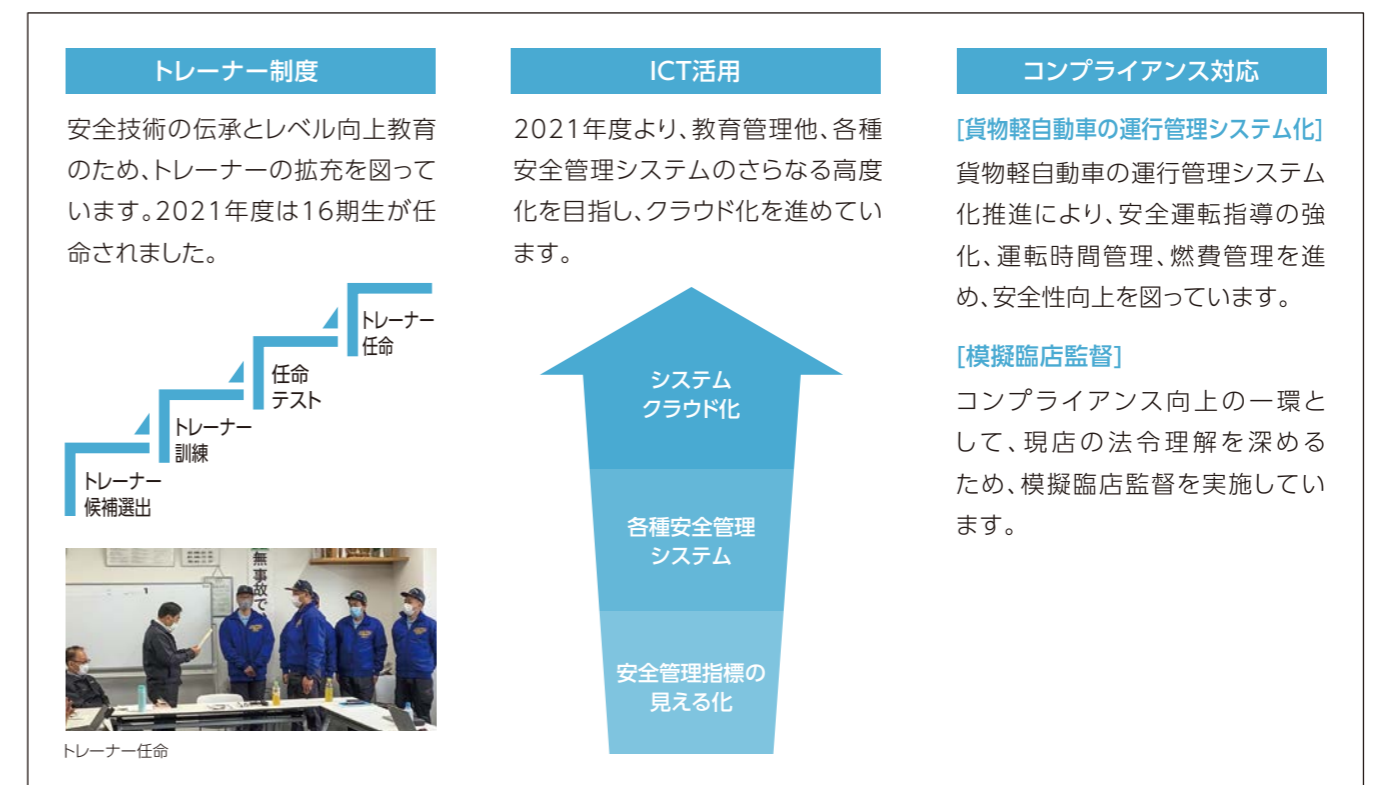 トレーナー制度
安全技術の伝承とレベル向上教育
のため、トレーナーの拡充を図って
います。2021年度は16期生が任
命されました。
トレーナー
任命
任命
テスト
トレーナー
訓練
トレーナー
候補選出
無事故で
トレーナー任命
ICT活用
2021年度より、教育管理他、各種
安全管理システムのさらなる高度
化を目指し、クラウド化を進めてい
ます。
システム
クラウド化
各種安全管理
システム
安全管理指標の
見える化
コンプライアンス対応
[貨物軽自動車の運行管理システム化]
貨物軽自動車の運行管理システム
化推進により、安全運転指導の強
化、運転時間管理、燃費管理を進
め、安全性向上を図っています。
[模擬臨店監督]
コンプライアンス向上の一環と
して、現店の法令理解を深める
ため、模擬臨店監督を実施してい
ます。